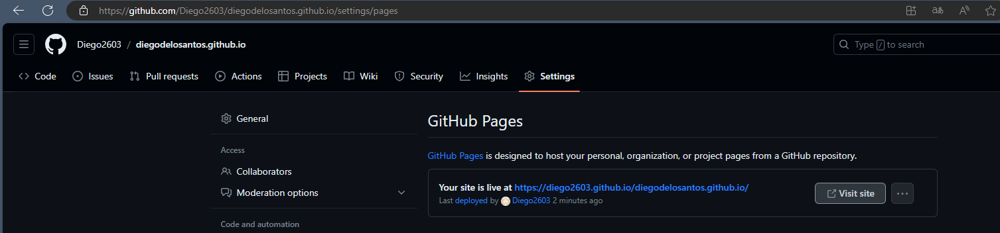 https://github.com/Diego2603/diegodelosantos.github.io/settings/pages
Diego2603 / diegodelosantos.github.io
Type / to search
Code Issues Pull requests Actions Projects Wiki Security Insights Settings
General
Access
Collaborators
Moderation options
Code and automation
GitHub Pages
GitHub Pages is designed to host your personal, organization, or project pages from a GitHub repository.
Your site is live at https://diego2603.github.io/diegodelosantos.github.io/
Last deployed by Diego2603 2 minutes ago
Visit site